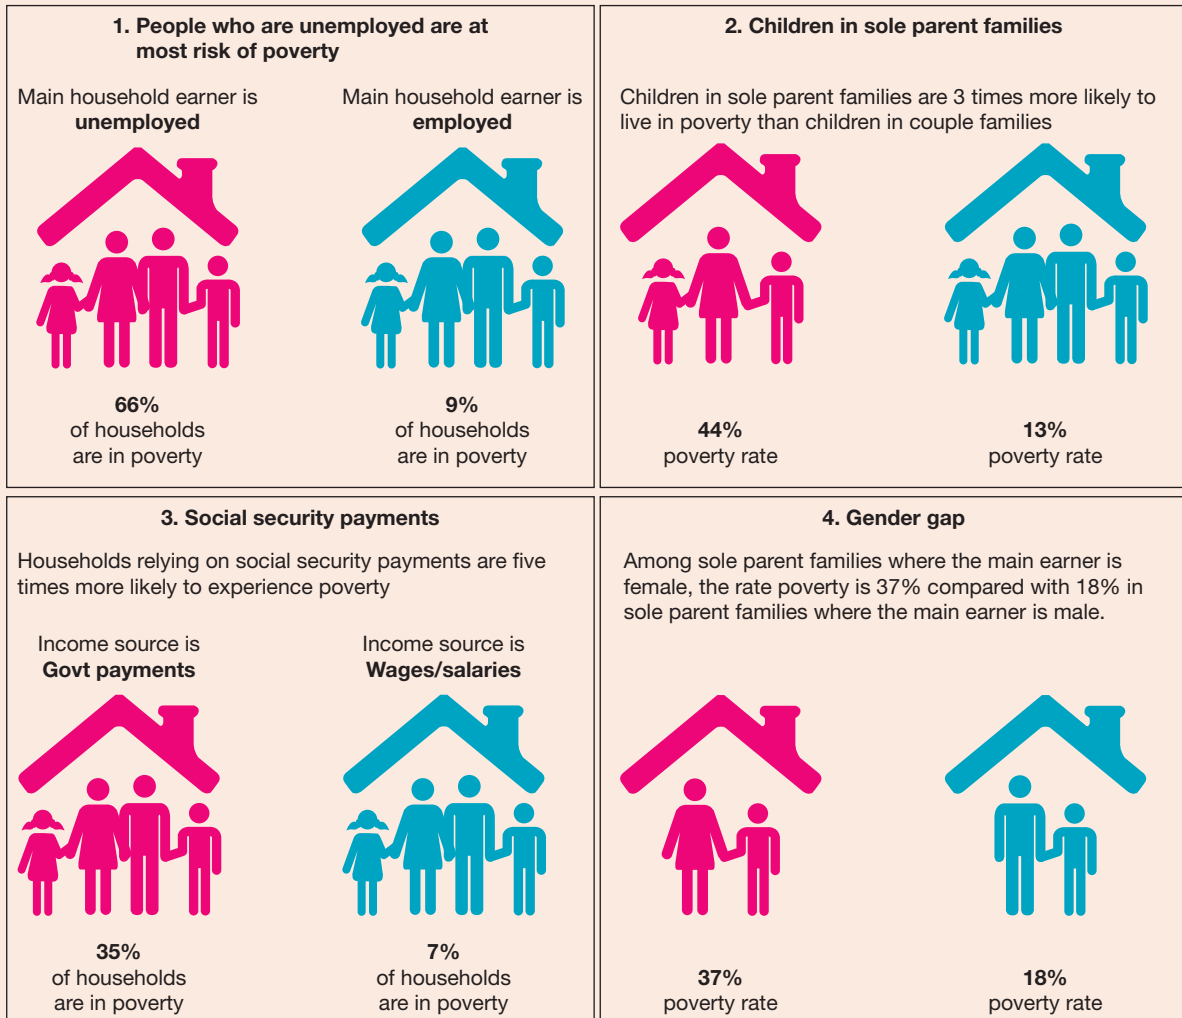 1. People who are unemployed are at
most risk of poverty
Main household earner is
unemployed
Main household earner is
employed
66%
of households
are in poverty
9%
of households
are in poverty
2. Children in sole parent families
Children in sole parent families are 3 times more likely to
live in poverty than children in couple families
44%
poverty rate
13%
poverty rate
3. Social security payments
Households relying on social security payments are five
times more likely to experience poverty
Income source is
Govt payments
Income source is
Wages/salaries
35%
of households
are in poverty
7%
of households
are in poverty
4. Gender gap
Among sole parent families where the main earner is
female, the rate poverty is 37% compared with 18% in
sole parent families where the main earner is male.
37%
poverty rate
18%
poverty rate